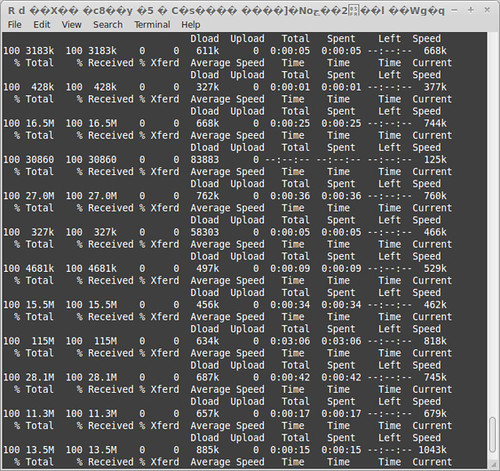 File Edit View Search Terminal Help
Dload Upload Total Spent Left Speed
100 3183k 100 3183k 0 0 611k 0 0:00:05 0:00:05 --:--:-- 668k
% Total % Received % Xferd Average Speed Time Time Time Current
Dload Upload Total Spent Left Speed
100 428k 100 428k 0 0 327k 0 0:00:01 0:00:01 --:--:-- 377k
% Total % Received % Xferd Average Speed Time Time Time Current
Dload Upload Total Spent Left Speed
100 16.5M 100 16.5M 0 0 668k 0 0:00:25 0:00:25 --:--:-- 744k
% Total % Received % Xferd Average Speed Time Time Time Current
Dload Upload Total Spent Left Speed
100 30860 100 30860 0 0 83883 0 --:--:-- --:--:-- --:--:-- 125k
% Total % Received % Xferd Average Speed Time Time Time Current
Dload Upload Total Spent Left Speed
100 27.0M 100 27.0M 0 0 762k 0 0:00:36 0:00:36 --:--:-- 760k
% Total % Received % Xferd Average Speed Time Time Time Current
Dload Upload Total Spent Left Speed
100 327k 100 327k 0 0 58303 0 0:00:05 0:00:05 --:--:-- 466k
% Total % Received % Xferd Average Speed Time Time Time Current
Dload Upload Total Spent Left Speed
100 4681k 100 4681k 0 0 497k 0 0:00:09 0:00:09 --:--:-- 529k
% Total % Received % Xferd Average Speed Time Time Time Current
Dload Upload Total Spent Left Speed
100 15.5M 100 15.5M 0 0 456k 0 0:00:34 0:00:34 --:--:-- 462k
% Total % Received % Xferd Average Speed Time Time Time Current
Dload Upload Total Spent Left Speed
100 115M 100 115M 0 0 634k 0 0:03:06 0:03:06 --:--:-- 818k
% Total % Received % Xferd Average Speed Time Time Time Current
Dload Upload Total Spent Left Speed
100 28.1M 100 28.1M 0 0 687k 0 0:00:42 0:00:42 --:--:-- 745k
% Total % Received % Xferd Average Speed Time Time Time Current
Dload Upload Total Spent Left Speed
100 11.3M 100 11.3M 0 0 657k 0 0:00:17 0:00:17 --:--:-- 679k
% Total % Received % Xferd Average Speed Time Time Time Current
Dload Upload Total Spent Left Speed
100 13.5M 100 13.5M 0 0 885k 0 0:00:15 0:00:15 --:--:-- 1043k
% Total % Received % Xferd Average Speed Time Time Time Current